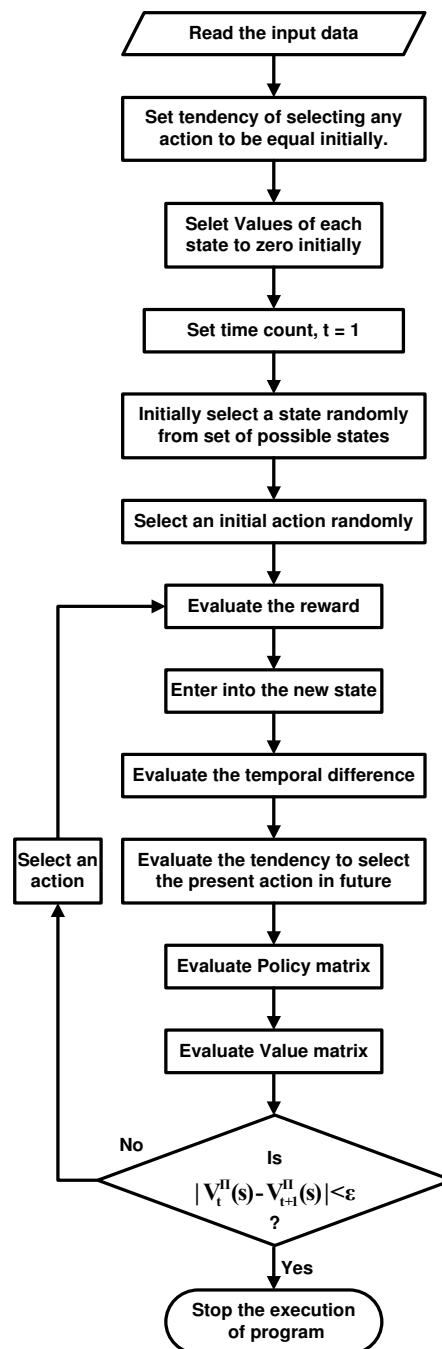 Read the input data
Set tendency of selecting any
action to be equal initially.
Selet Values of each
state to zero initially
Set time count, t = 1
Initially select a state randomly
from set of possible states
Select an initial action randomly
Evaluate the reward
Enter into the new state
Evaluate the temporal difference
Select an
action
Evaluate the tendency to select
the present action in future
Evaluate Policy matrix
Evaluate Value matrix
No
Is
|V_t^Π(s)-V_{t+1}^Π(s)|<ε
?
Yes
Stop the execution
of program